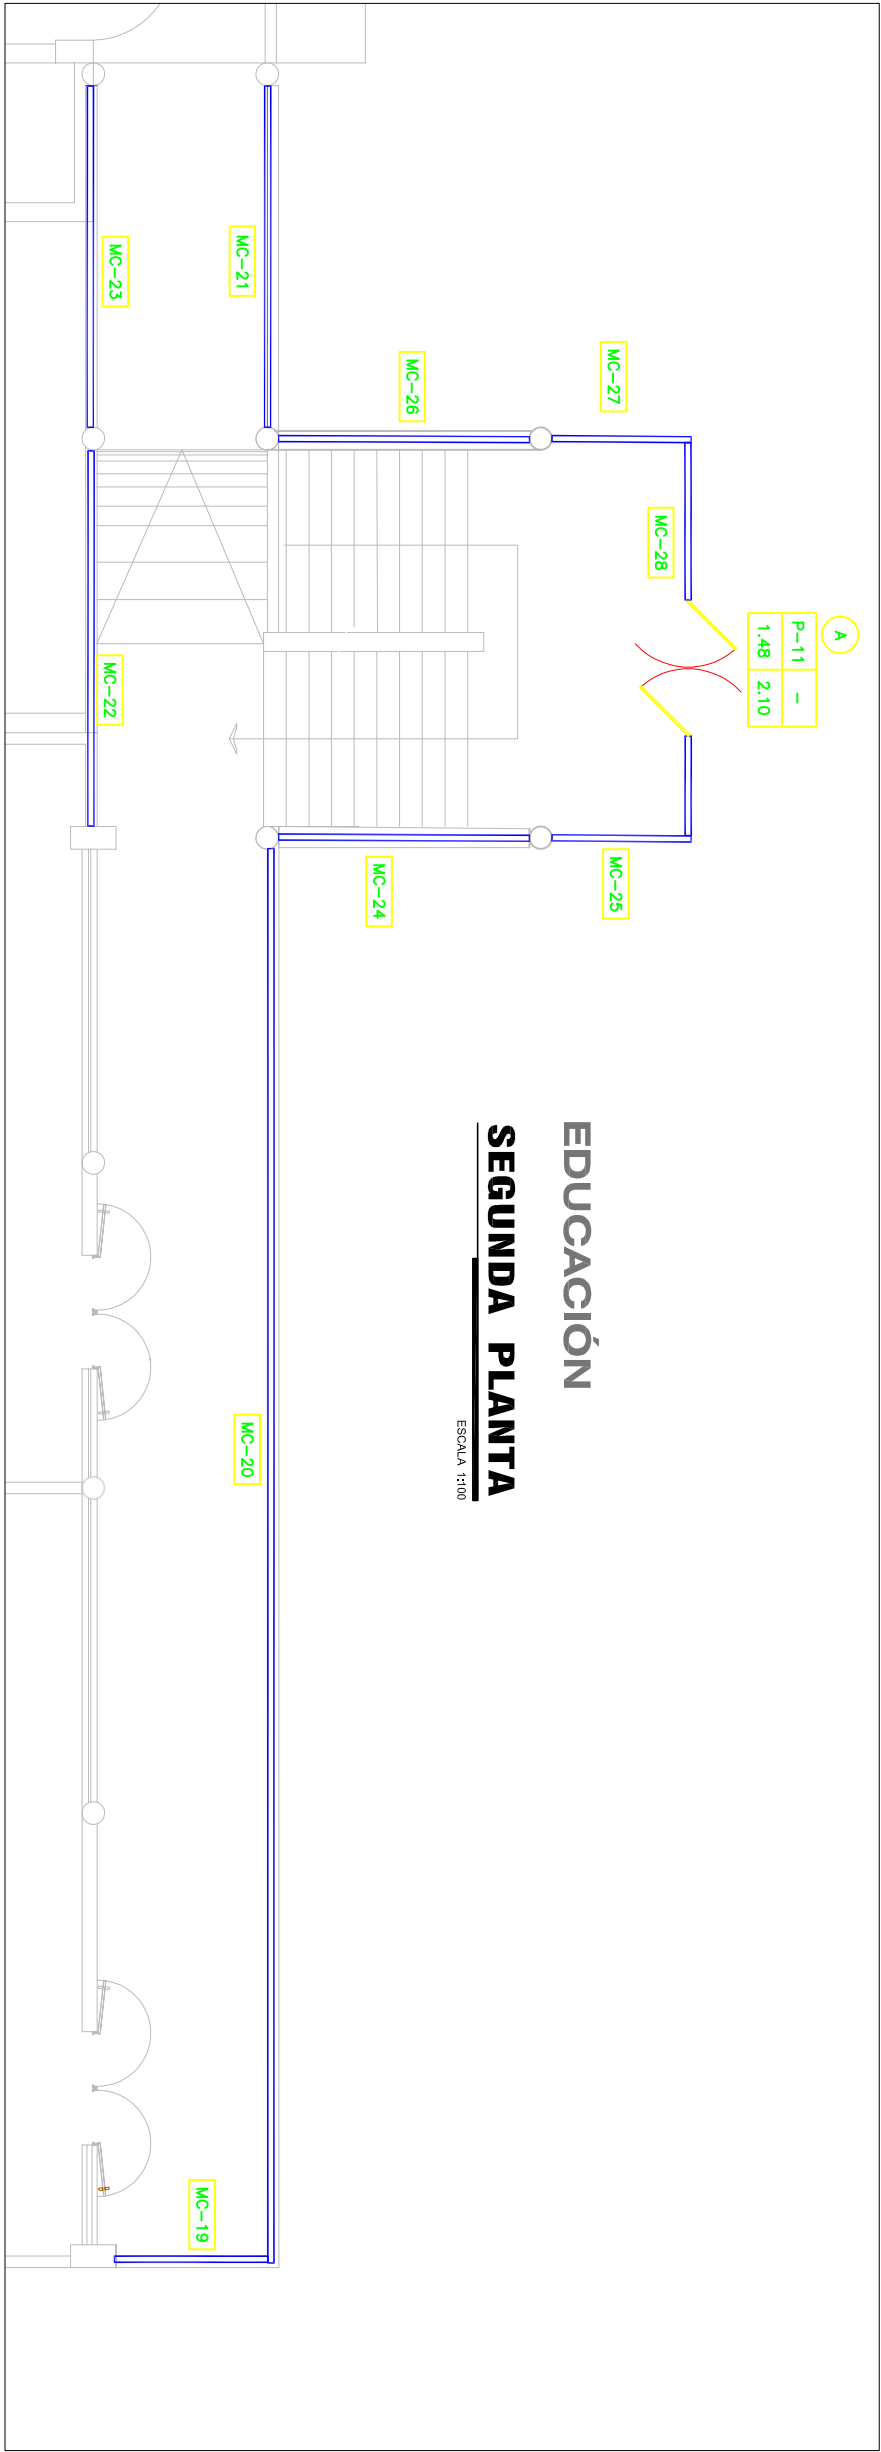 A
P-11 -
1.48 2.10
MC-27
MC-28
MC-26
MC-21
MC-23
MC-22
MC-25
MC-24
EDUCACIÓN
SEGUNDA PLANTA
ESCALA 1:100
MC-20
MC-19